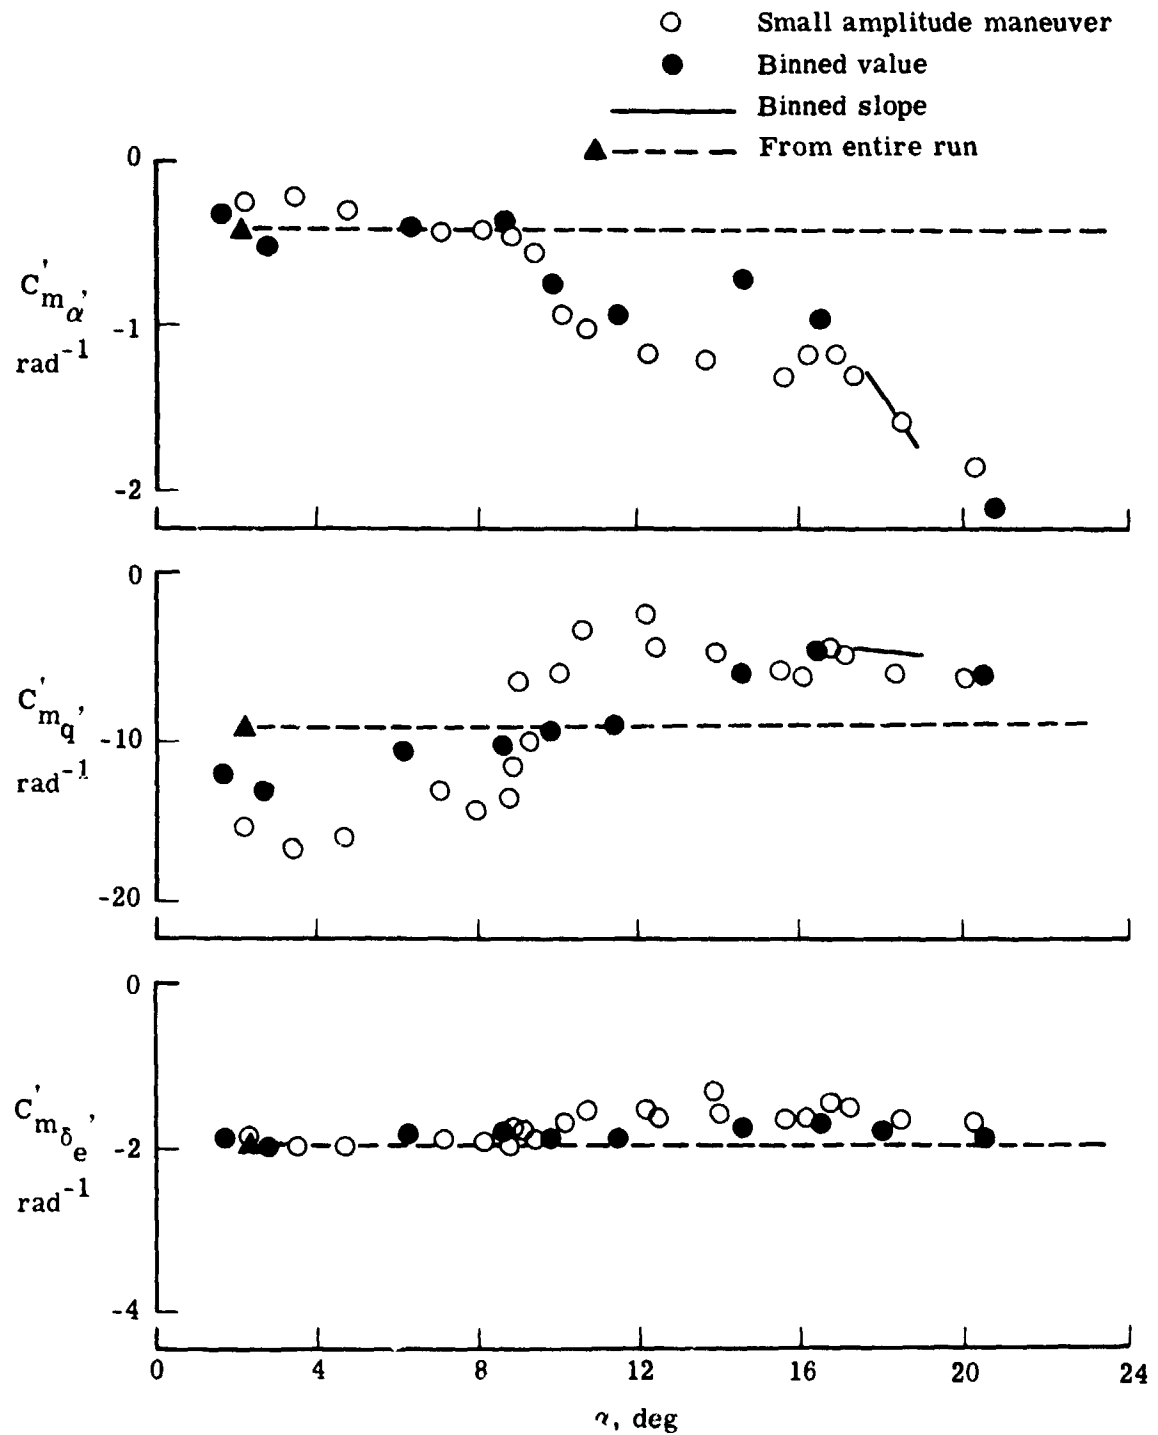 Small amplitude maneuver
Binned value
Binned slope
From entire run
0
-1
-2
C'mα,
rad-1
0
-10
-20
C'mq,
rad-1
0
-2
-4
C'mδe,
rad-1
0 4 8 12 16 20 24
α, deg